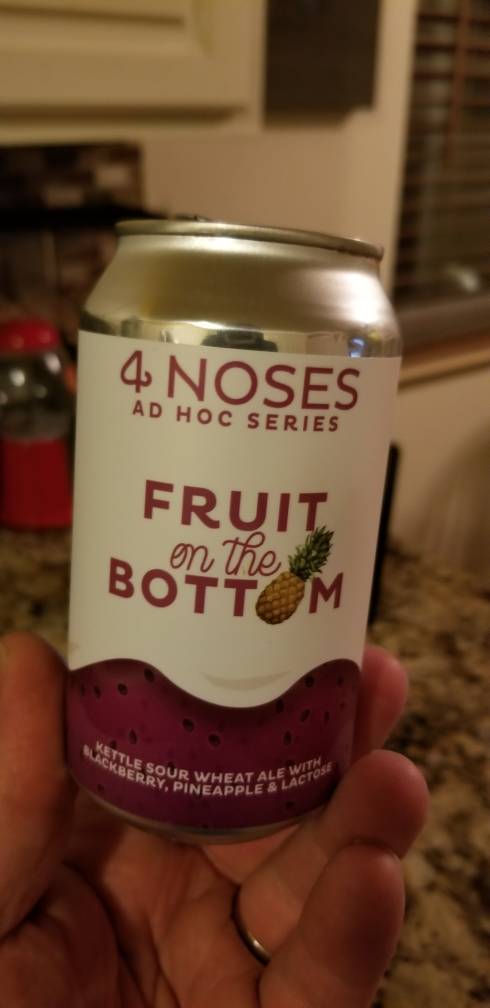 4 NOSES
AD HOC SERIES
FRUIT
on the
BOTTOM
KETTLE SOUR WHEAT ALE WITH
BLACKBERRY, PINEAPPLE & LACTOSE